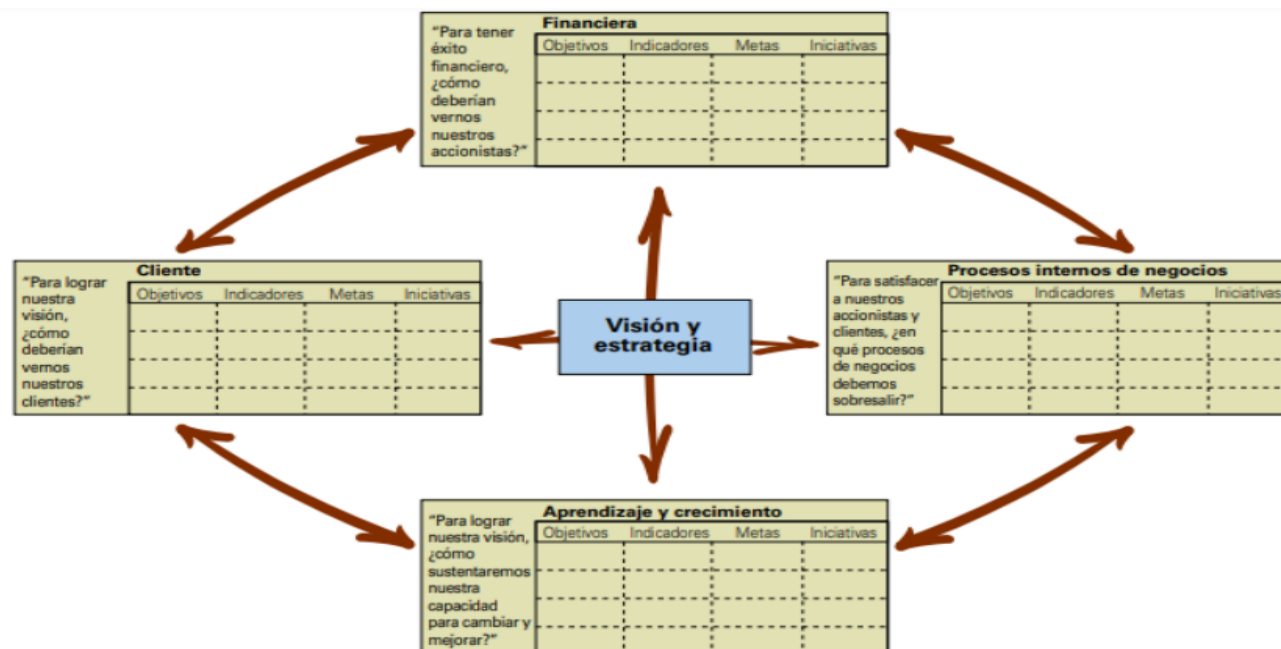 Financiera
"Para tener
éxito
financiero,
¿cómo
deberían
vernos
nuestros
accionistas?"
Objetivos Indicadores Metas Iniciativas
Cliente
"Para lograr
nuestra
visión,
¿cómo
deberían
vernos
nuestros
clientes?"
Objetivos Indicadores Metas Iniciativas
Visión y
estrategia
Procesos internos de negocios
"Para satisfacer
a nuestros
accionistas y
clientes, ¿en
qué procesos
de negocios
debemos
sobresalir?"
Objetivos Indicadores Metas Iniciativas
Aprendizaje y crecimiento
"Para lograr
nuestra visión,
¿cómo
sustentaremos
nuestra
capacidad
para cambiar y
mejorar?"
Objetivos Indicadores Metas Iniciativas